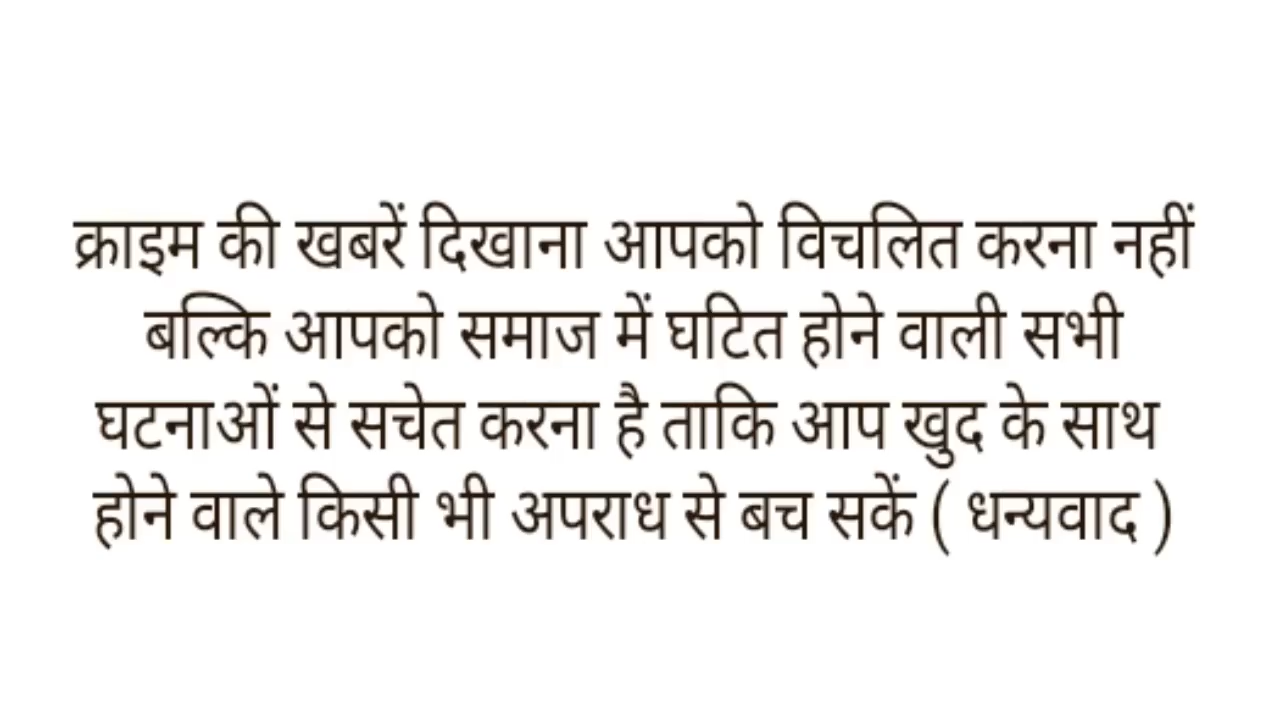 क्राइम की खबरें दिखाना आपको विचलित करना नहीं
बल्कि आपको समाज में घटित होने वाली सभी
घटनाओं से सचेत करना है ताकि आप खुद के साथ
होने वाले किसी भी अपराध से बच सकें ( धन्यवाद )